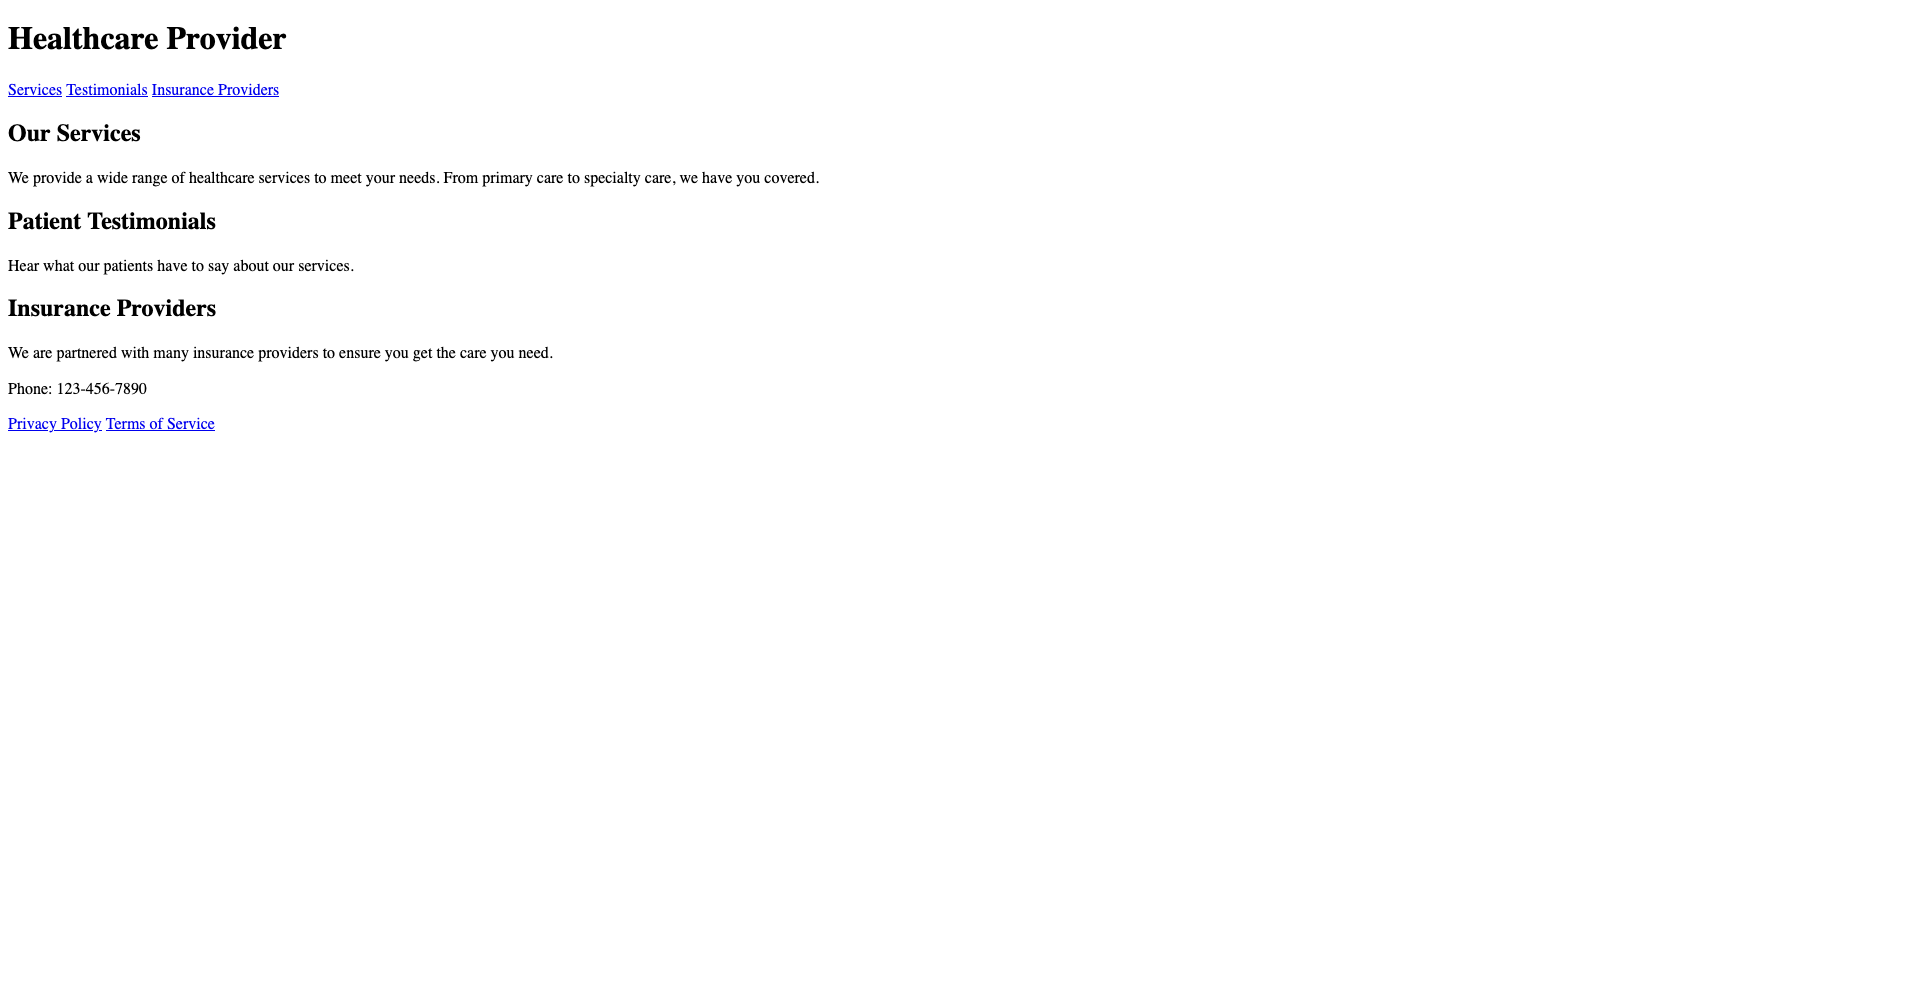 Healthcare Provider
Services Testimonials Insurance Providers
Our Services
We provide a wide range of healthcare services to meet your needs. From primary care to specialty care, we have you covered.
Patient Testimonials
Hear what our patients have to say about our services.
Insurance Providers
We are partnered with many insurance providers to ensure you get the care you need.
Phone: 123-456-7890
Privacy Policy Terms of Service